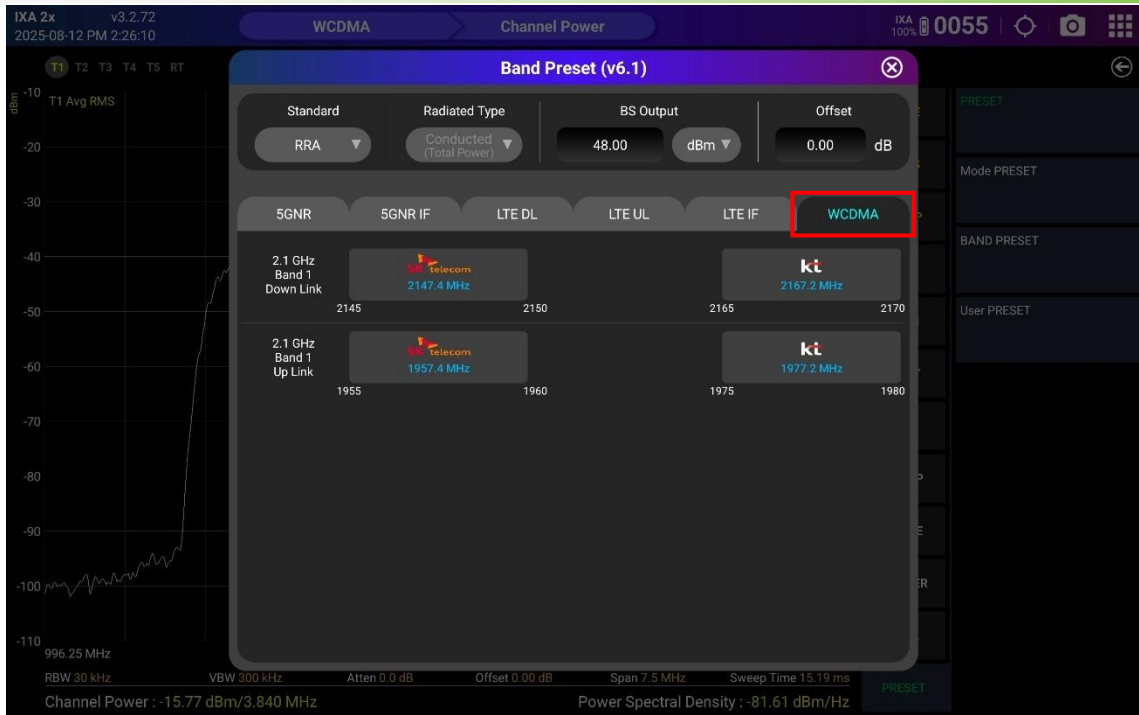 IXA 2x v3.2.72
2025-08-12 PM 2:26:10
WCDMA
Channel Power
IXA
100%
0055
T1 T2 T3 T4 T5 RT
Band Preset (v6.1)
dBm
T1 Avg RMS
-10
-20
-30
-40
-50
-60
-70
-80
-90
-100
-110
Standard
Radiated Type
BS Output
Offset
RRA
Conducted
(Total Power)
48.00
dBm
0.00
dB
5GNR
5GNR IF
LTE DL
LTE UL
LTE IF
WCDMA
2.1 GHz
Band 1
Down Link
SK telecom
2147.4 MHz
kt
2167.2 MHz
2145
2150
2165
2170
2.1 GHz
Band 1
Up Link
SK telecom
1957.4 MHz
kt
1977.2 MHz
1955
1960
1975
1980
PRESET
Mode PRESET
BAND PRESET
User PRESET
996.25 MHz
RBW 30 kHz
VBW 300 kHz
Atten 0.0 dB
Offset 0.00 dB
Span 7.5 MHz
Sweep Time 15.19 ms
PRESET
Channel Power : -15.77 dBm/3.840 MHz
Power Spectral Density : -81.61 dBm/Hz